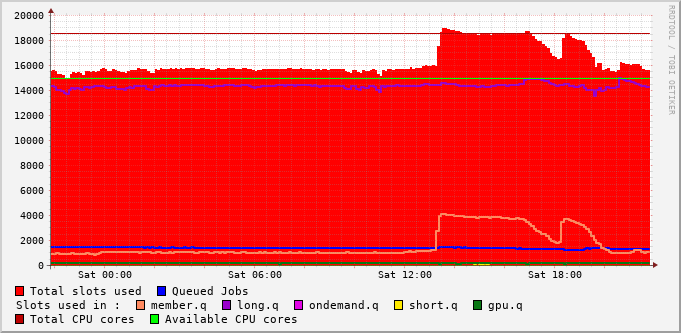 20000
18000
16000
14000
12000
10000
8000
6000
4000
2000
0
Sat 00:00 Sat 06:00 Sat 12:00 Sat 18:00
RRDTOOL / TOBI OETIKER
Total slots used Queued Jobs
Slots used in : member.q long.q ondemand.q short.q gpu.q
Total CPU cores Available CPU cores